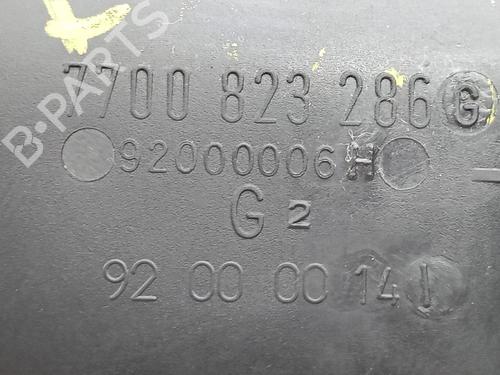 B-PARTS
7700 823 286 G
92000006 H
G 2
92 00 00 14 I